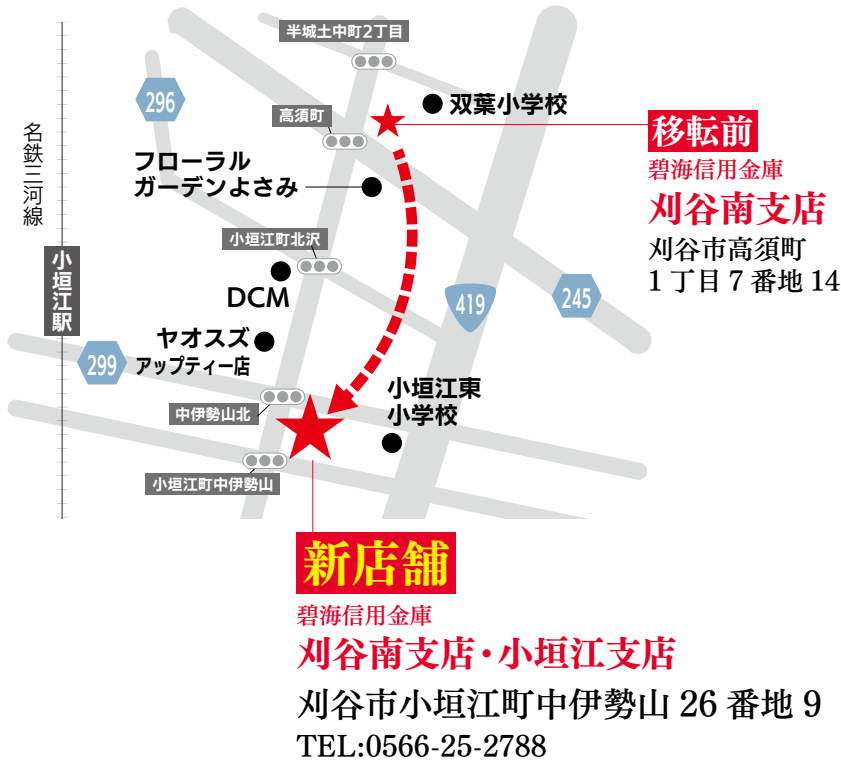 半城土中町2丁目
296
双葉小学校
高須町
移転前
碧海信用金庫
刈谷南支店
刈谷市高須町
1丁目7番地14
名鉄三河線
フローラル
ガーデンよさみ
小垣江町北沢
小垣江駅
DCM
419
245
ヤオスズ
アップティー店
299
小垣江東
小学校
中伊勢山北
小垣江町中伊勢山
新店舗
碧海信用金庫
刈谷南支店・小垣江支店
刈谷市小垣江町中伊勢山 26 番地 9
TEL:0566-25-2788